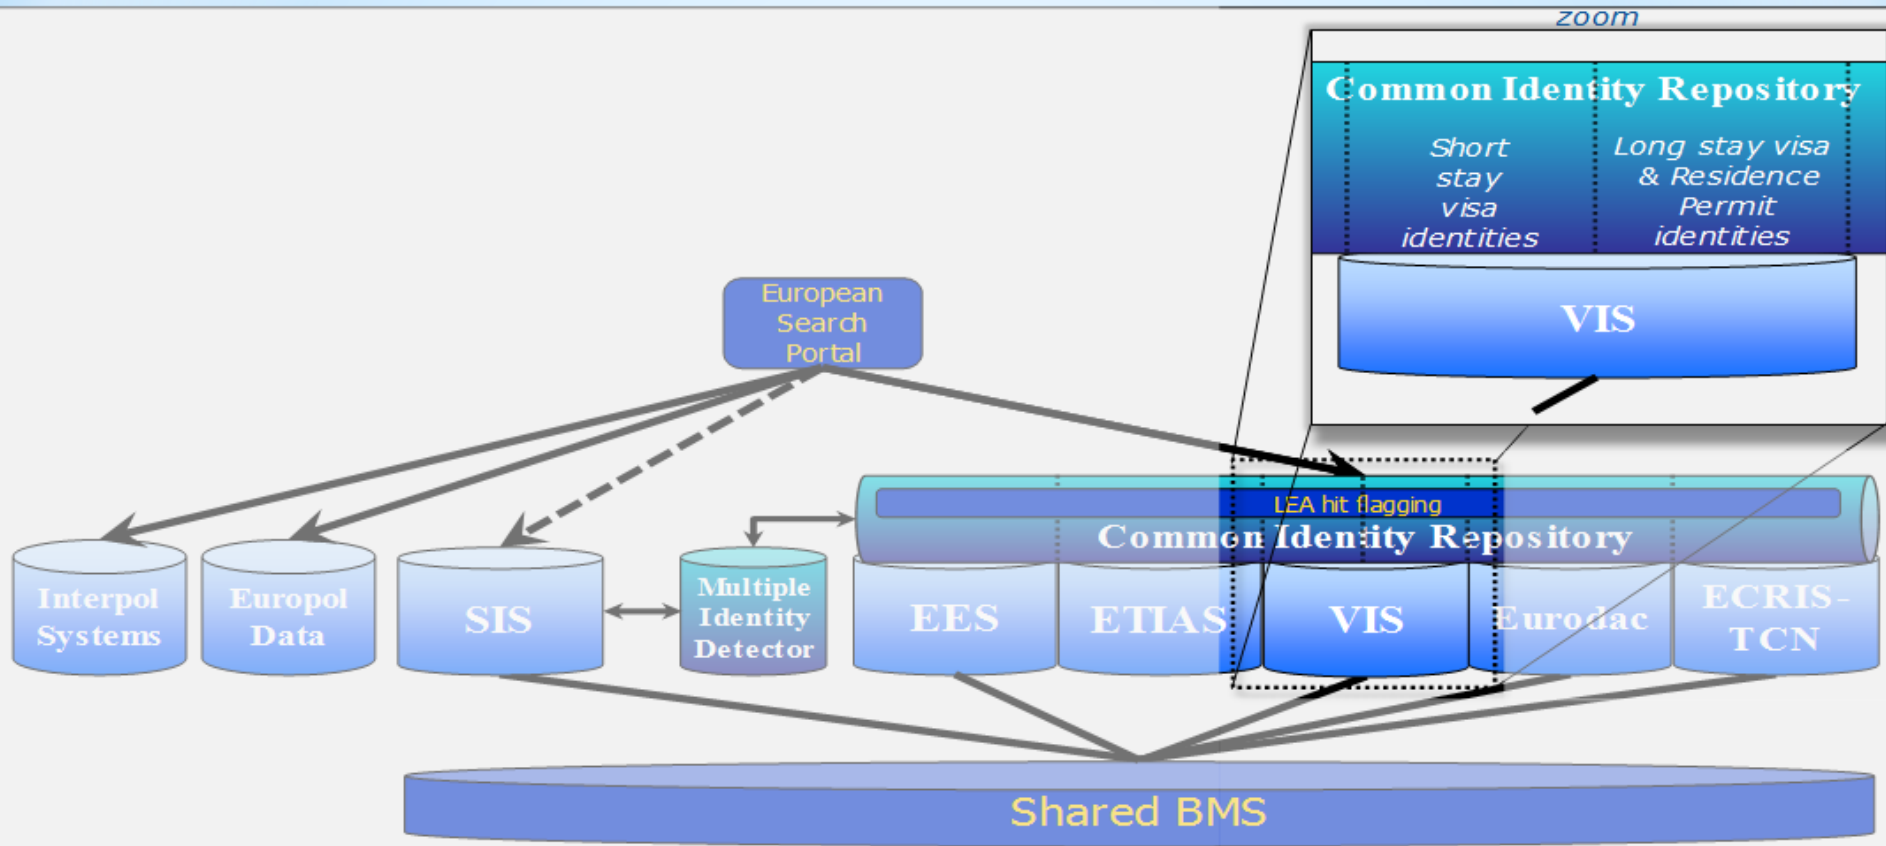 zoom
Common Identity Repository
Short
stay
visa
identities
Long stay visa
& Residence
Permit
identities
VIS
European
Search
Portal
LEA hit flagging
Common Identity Repository
Interpol
Systems
Europol
Data
SIS
Multiple
Identity
Detector
EES
ETIAS
VIS
Eurodac
ECRIS-
TCN
Shared BMS